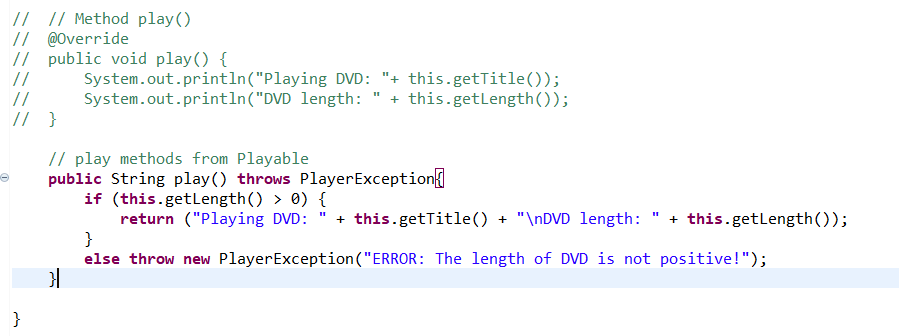 //  // Method play()
//  @Override
//  public void play() {
//      System.out.println("Playing DVD: "+ this.getTitle());
//      System.out.println("DVD length: " + this.getLength());
//  }
    // play methods from Playable
    public String play() throws PlayerException{
        if (this.getLength() > 0) {
            return ("Playing DVD: " + this.getTitle() + "\nDVD length: " + this.getLength());
        }
        else throw new PlayerException("ERROR: The length of DVD is not positive!");
    }
}